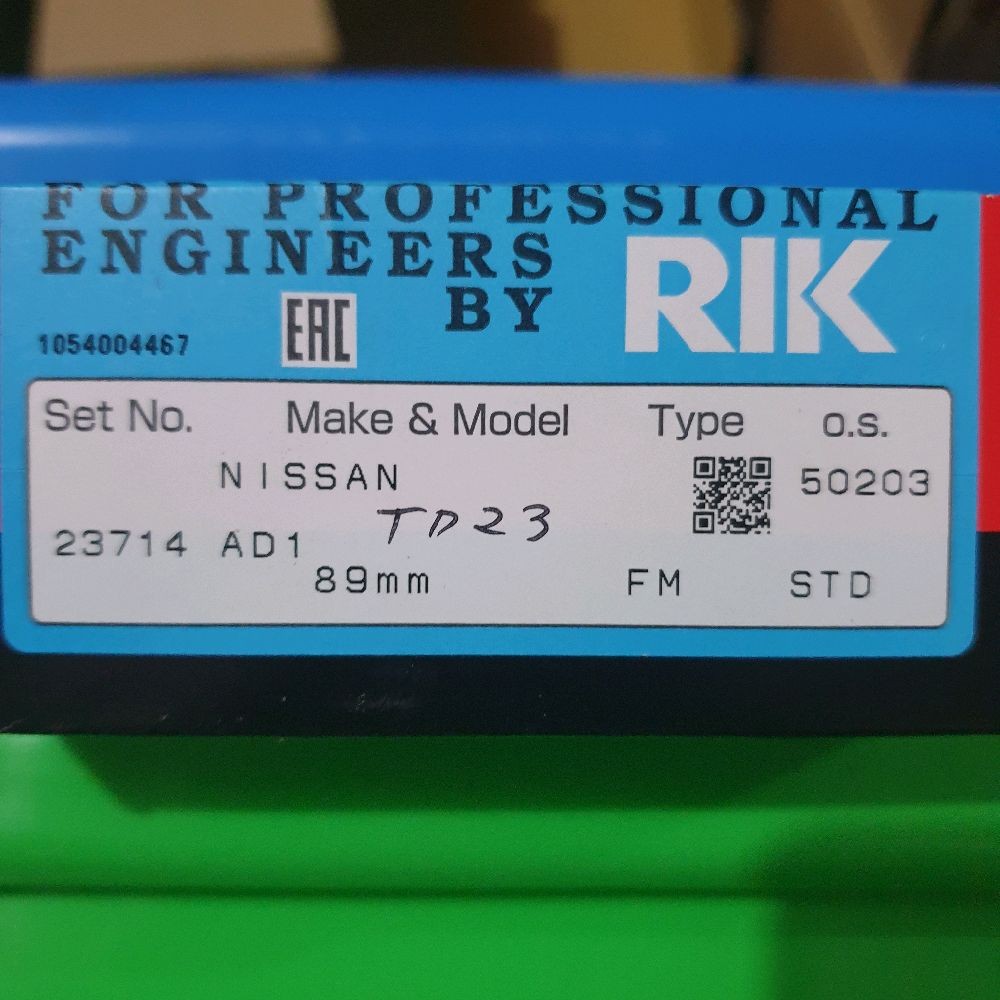 FOR PROFESSIONAL
ENGINEERS
BY RIK
1054004467 EAC
Set No. Make & Model Type o.s.
NISSAN 50203
TD23
23714 AD1
89mm FM STD